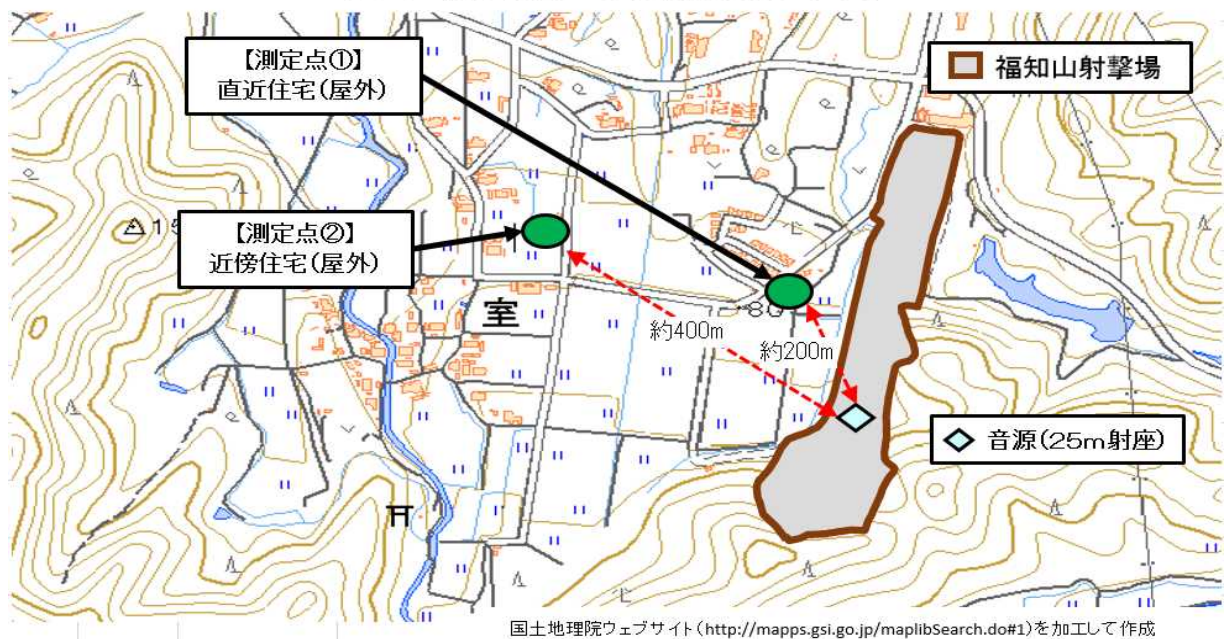 【測定点①】
直近住宅(屋外)
福知山射撃場
【測定点②】
近傍住宅(屋外)
室
約400m
約200m
音源(25m射座)
国土地理院ウェブサイト(http://mapps.gsi.go.jp/maplibSearch.do#1)を加工して作成